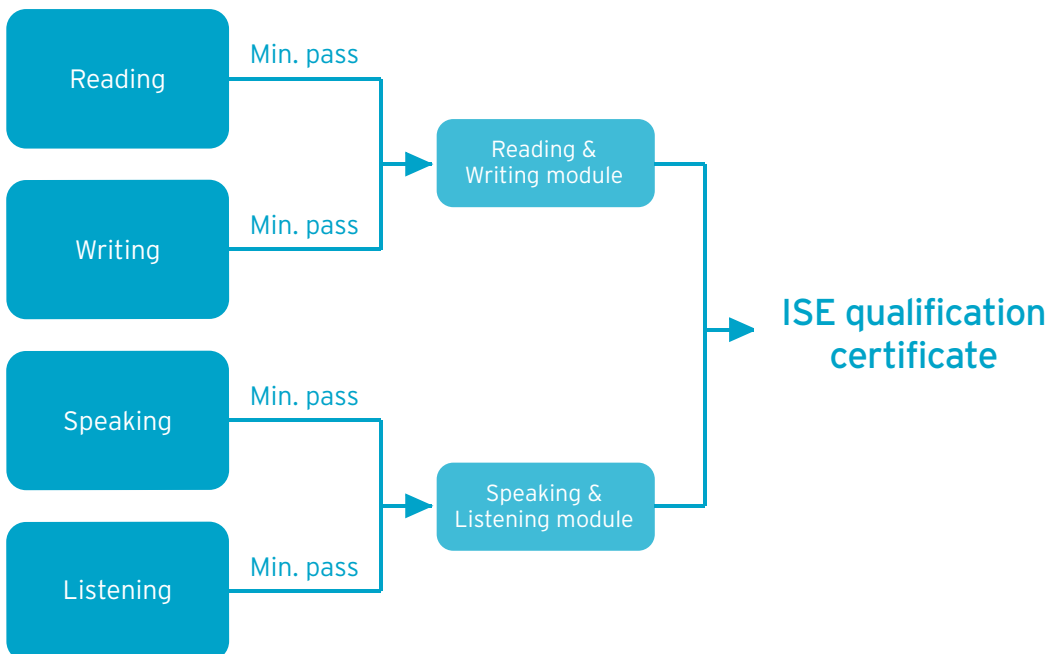 Min. pass
Reading
Reading &
Writing module
Min. pass
Writing
ISE qualification
certificate
Min. pass
Speaking
Speaking &
Listening module
Min. pass
Listening